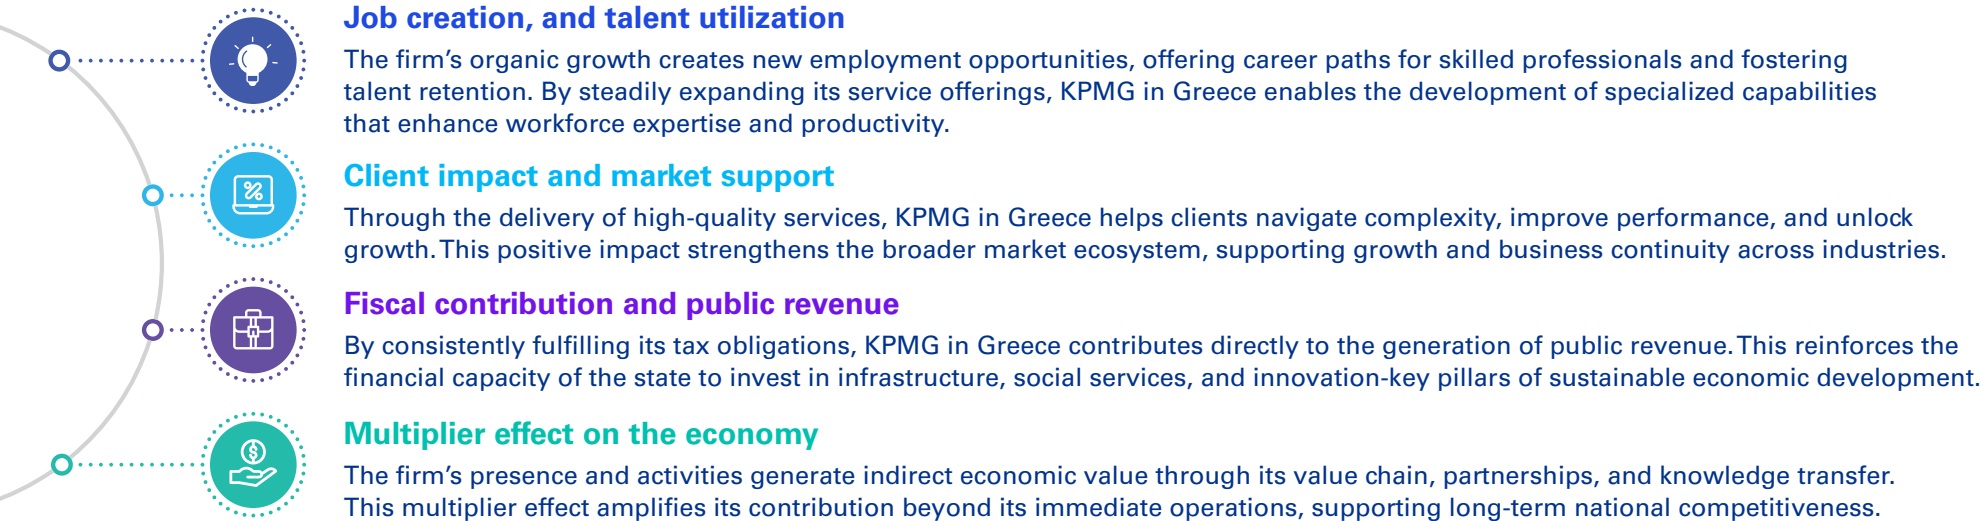 Job creation, and talent utilization
The firm’s organic growth creates new employment opportunities, offering career paths for skilled professionals and fostering
talent retention. By steadily expanding its service offerings, KPMG in Greece enables the development of specialized capabilities
that enhance workforce expertise and productivity.
Client impact and market support
Through the delivery of high-quality services, KPMG in Greece helps clients navigate complexity, improve performance, and unlock
growth. This positive impact strengthens the broader market ecosystem, supporting growth and business continuity across industries.
Fiscal contribution and public revenue
By consistently fulfilling its tax obligations, KPMG in Greece contributes directly to the generation of public revenue. This reinforces the
financial capacity of the state to invest in infrastructure, social services, and innovation-key pillars of sustainable economic development.
Multiplier effect on the economy
The firm’s presence and activities generate indirect economic value through its value chain, partnerships, and knowledge transfer.
This multiplier effect amplifies its contribution beyond its immediate operations, supporting long-term national competitiveness.